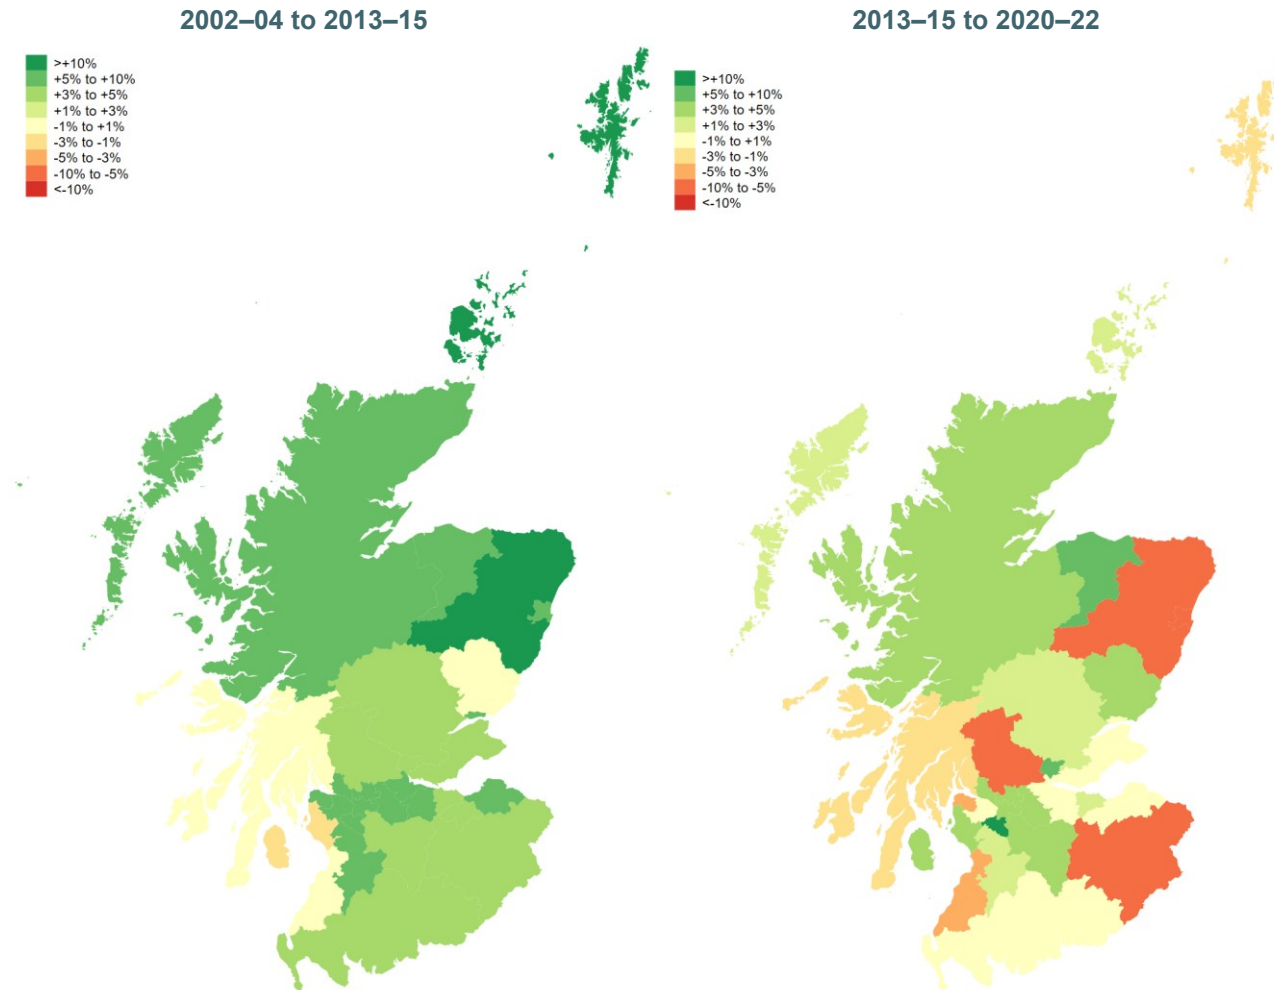 2002–04 to 2013–15
>+10%
+5% to +10%
+3% to +5%
+1% to +3%
-1% to +1%
-3% to -1%
-5% to -3%
-10% to -5%
<-10%
2013–15 to 2020–22
>+10%
+5% to +10%
+3% to +5%
+1% to +3%
-1% to +1%
-3% to -1%
-5% to -3%
-10% to -5%
<-10%